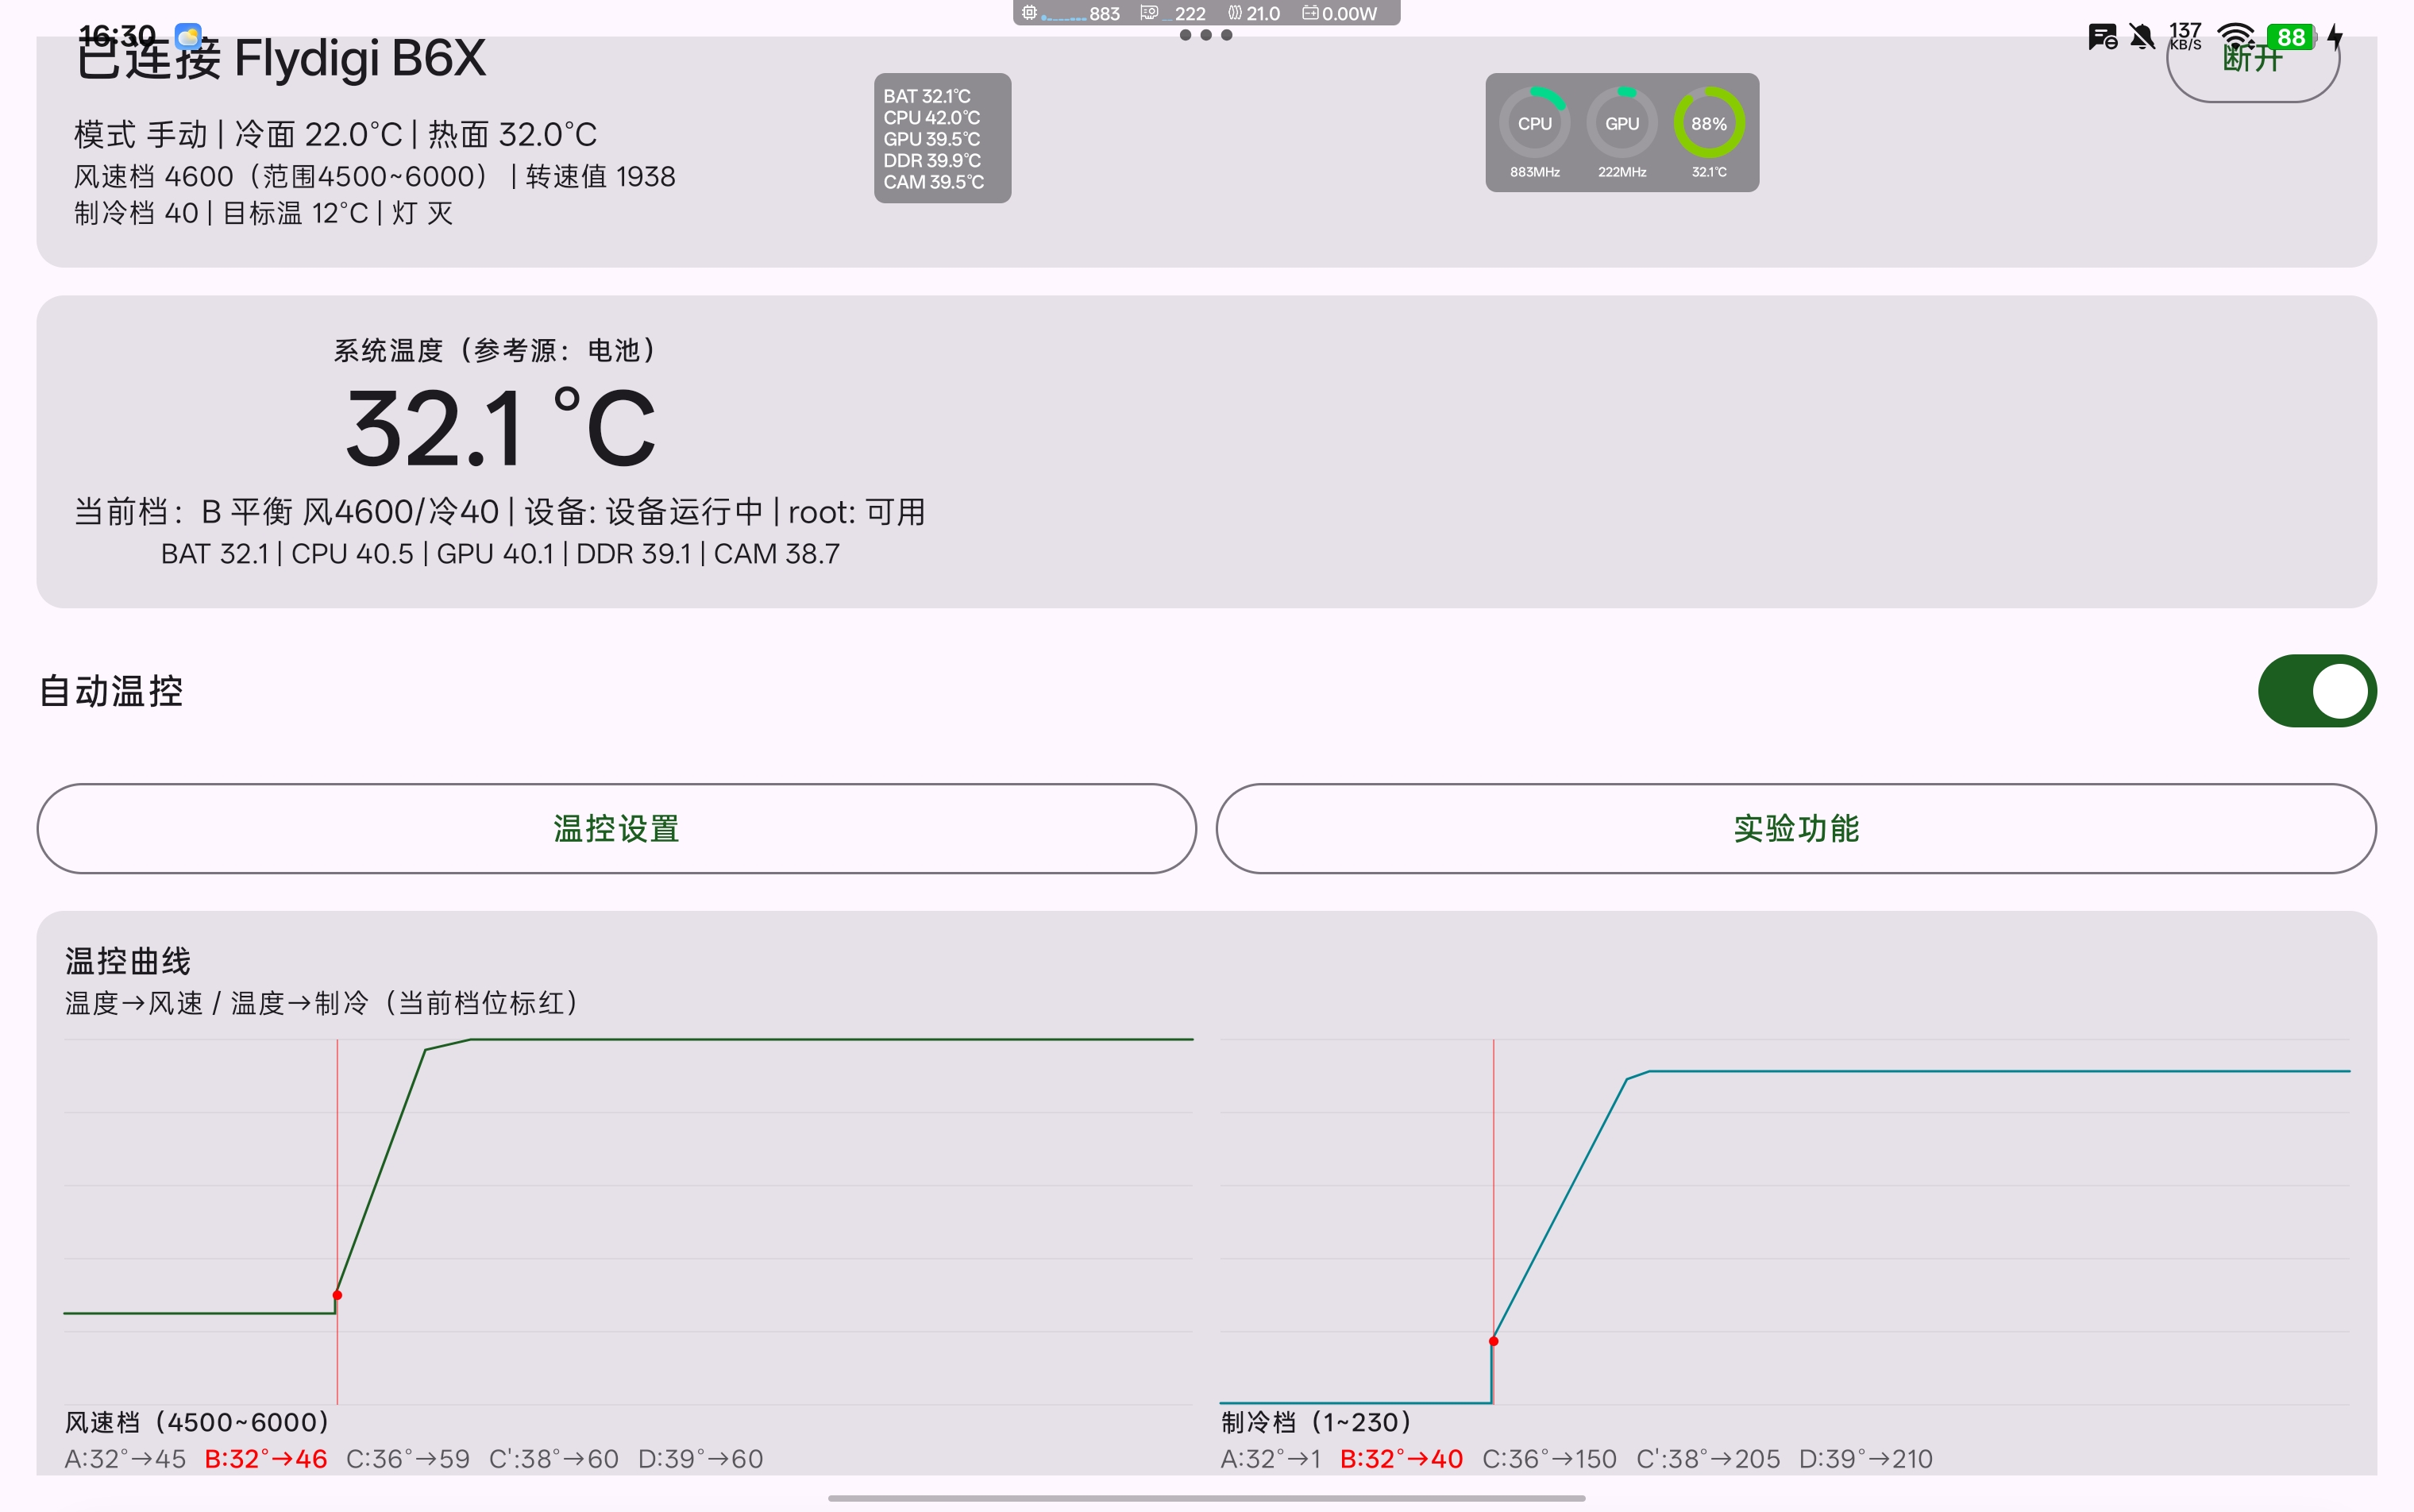 883 222 21.0 0.00W
16:30
137 KB/S
88
已连接 Flydigi B6X
断开
模式 手动 | 冷面 22.0°C | 热面 32.0°C
风速档 4600（范围4500~6000） | 转速值 1938
制冷档 40 | 目标温 12°C | 灯 灭
BAT 32.1°C
CPU 42.0°C
GPU 39.5°C
DDR 39.9°C
CAM 39.5°C
CPU GPU 88%
883MHz 222MHz 32.1°C
系统温度（参考源：电池）
32.1 °C
当前档：B 平衡 风4600/冷40 | 设备: 设备运行中 | root: 可用
BAT 32.1 | CPU 40.5 | GPU 40.1 | DDR 39.1 | CAM 38.7
自动温控
温控设置
实验功能
温控曲线
温度→风速 / 温度→制冷（当前档位标红）
风速档（4500~6000）
A:32°→45 B:32°→46 C:36°→59 C':38°→60 D:39°→60
制冷档（1~230）
A:32°→1 B:32°→40 C:36°→150 C':38°→205 D:39°→210